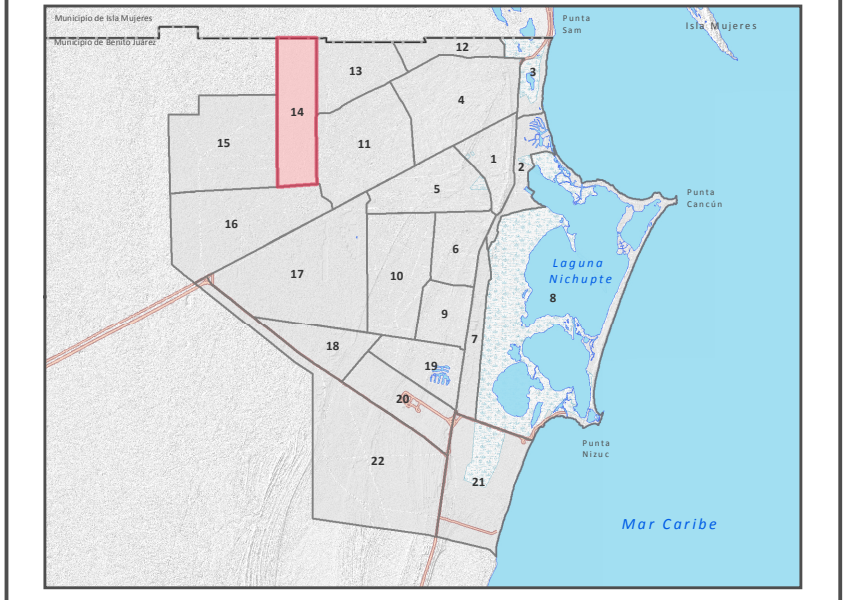 Municipio de Isla Mujeres
Municipio de Benito Juárez
Punta
Sam
Isla Mujeres
12
13
3
4
14
11
15
1
2
5
Punta
Cancún
16
6
Laguna
Nichupte
17
10
8
9
7
18
19
20
Punta
Nizuc
22
21
Mar Caribe